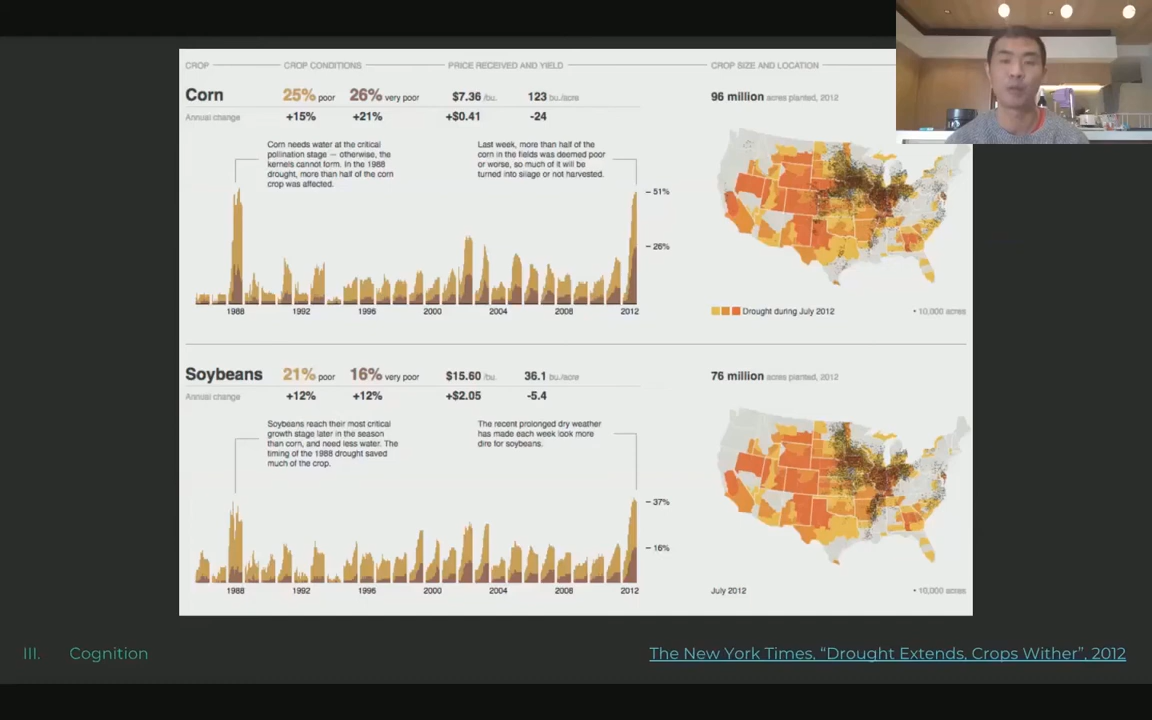 CROP CROP CONDITIONS PRICE RECEIVED AND YIELD CROP SIZE AND LOCATION
Corn 25% poor 26% very poor $7.36 /bu. 123 bu./acre 96 million acres planted, 2012
Annual change +15% +21% +$0.41 -24
Corn needs water at the critical
pollination stage — otherwise, the
kernels cannot form. In the 1988
drought, more than half of the corn
crop was affected.
Last week, more than half of the
corn in the fields was deemed poor
or worse, so much of it will be
turned into silage or not harvested.
– 51%
– 26%
1988 1992 1996 2000 2004 2008 2012
Drought during July 2012 • 10,000 acres
Soybeans 21% poor 16% very poor $15.60 /bu. 36.1 bu/acre 76 million acres planted, 2012
Annual change +12% +12% +$2.05 -5.4
Soybeans reach their most critical
growth stage later in the season
than corn, and need less water. The
timing of the 1988 drought saved
much of the crop.
The recent prolonged dry weather
has made each week look more
dire for soybeans.
– 37%
– 16%
1988 1992 1996 2000 2004 2008 2012
July 2012 • 10,000 acres
III. Cognition
The New York Times. “Drought Extends, Crops Wither”, 2012